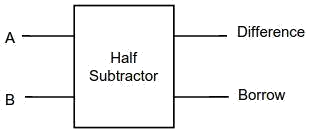 A
Half
Subtractor
Difference
B
Borrow